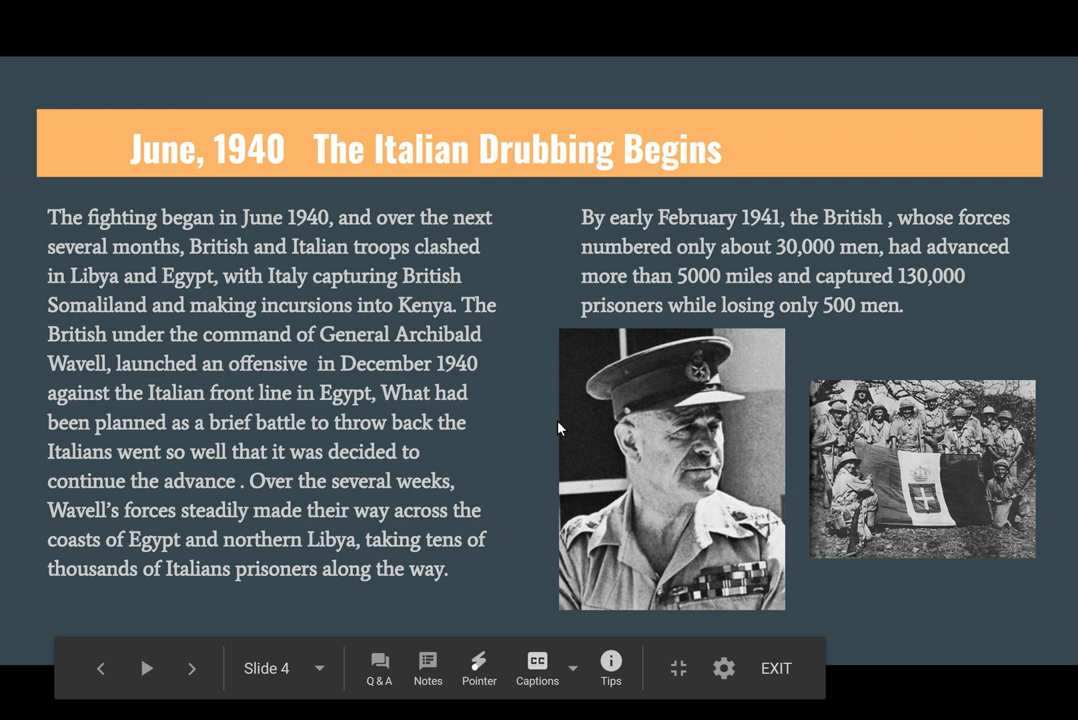 June, 1940   The Italian Drubbing Begins
The fighting began in June 1940, and over the next
several months, British and Italian troops clashed
in Libya and Egypt, with Italy capturing British
Somaliland and making incursions into Kenya. The
British under the command of General Archibald
Wavell, launched an offensive  in December 1940
against the Italian front line in Egypt, What had
been planned as a brief battle to throw back the
Italians went so well that it was decided to
continue the advance . Over the several weeks,
Wavell’s forces steadily made their way across the
coasts of Egypt and northern Libya, taking tens of
thousands of Italians prisoners along the way.
By early February 1941, the British , whose forces
numbered only about 30,000 men, had advanced
more than 5000 miles and captured 130,000
prisoners while losing only 500 men.
Slide 4
Q & A
Notes
Pointer
CC
Captions
Tips
EXIT